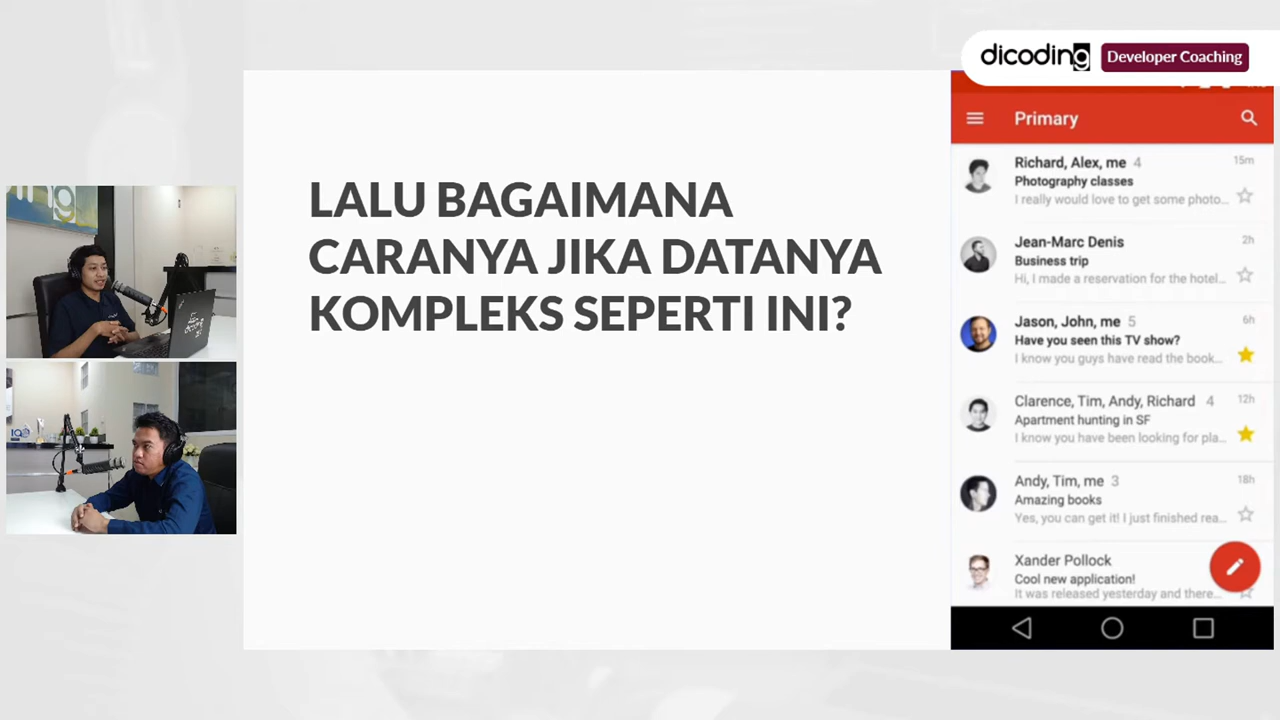 dicoding Developer Coaching
LALU BAGAIMANA
CARANYA JIKA DATANYA
KOMPLEKS SEPERTI INI?
Primary
Richard, Alex, me 4 15m
Photography classes
I really would love to get some photo...
Jean-Marc Denis 2h
Business trip
Hi, I made a reservation for the hotel...
Jason, John, me 5 6h
Have you seen this TV show?
I know you guys have read the book...
Clarence, Tim, Andy, Richard 4 12h
Apartment hunting in SF
I know you have been looking for pla...
Andy, Tim, me 3 18h
Amazing books
Yes, you can get it! I just finished rea...
Xander Pollock
Cool new application!
It was released yesterday and there...